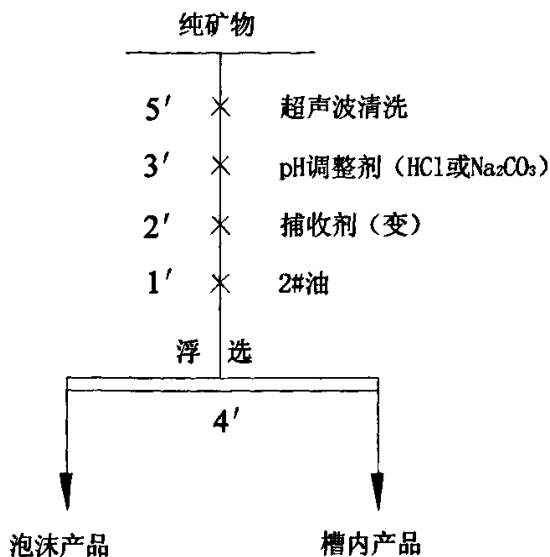 纯矿物
5′ 超声波清洗
3′ pH调整剂（HCl或Na₂CO₃）
2′ 捕收剂（变）
1′ 2#油
浮选
4′
泡沫产品 槽内产品